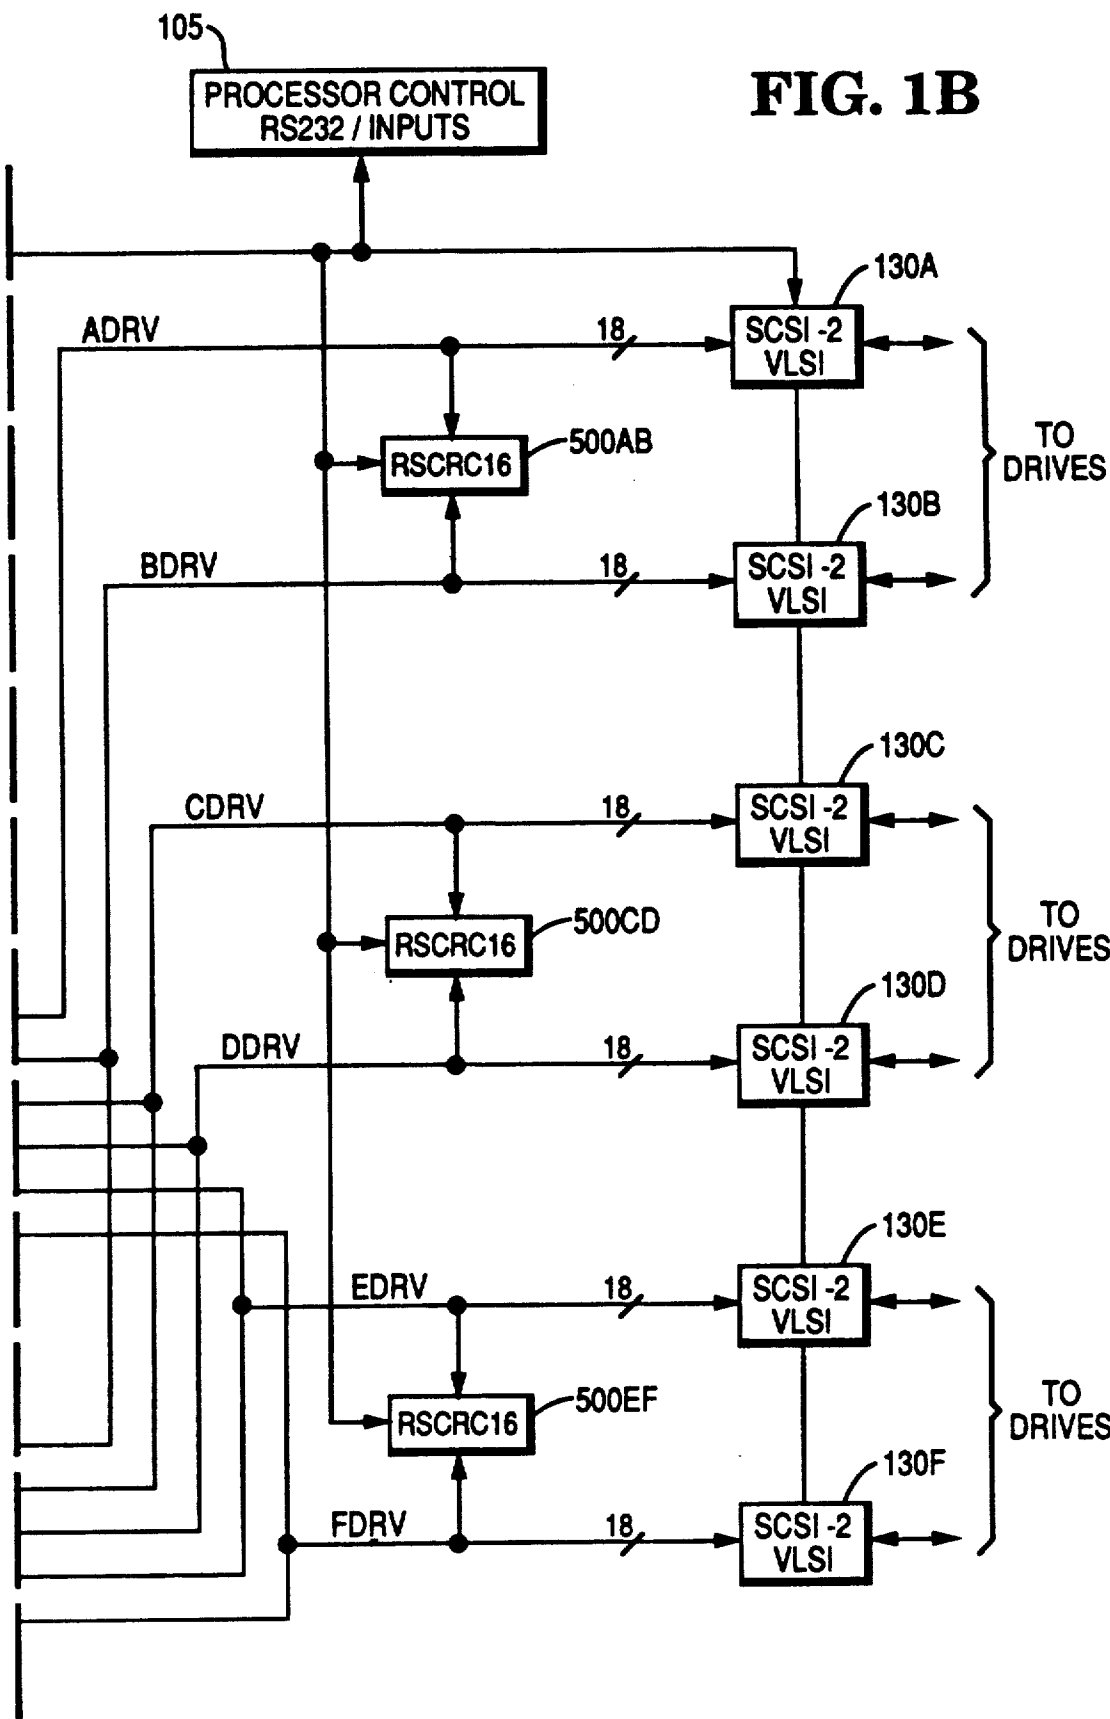 105
PROCESSOR CONTROL
RS232 / INPUTS
FIG. 1B
130A
ADRV
18
SCSI -2
VLSI
500AB
RSCRC16
TO
DRIVES
130B
BDRV
18
SCSI -2
VLSI
130C
CDRV
18
SCSI -2
VLSI
500CD
RSCRC16
TO
DRIVES
130D
DDRV
18
SCSI -2
VLSI
130E
EDRV
18
SCSI -2
VLSI
500EF
RSCRC16
TO
DRIVES
130F
FDRV
18
SCSI -2
VLSI